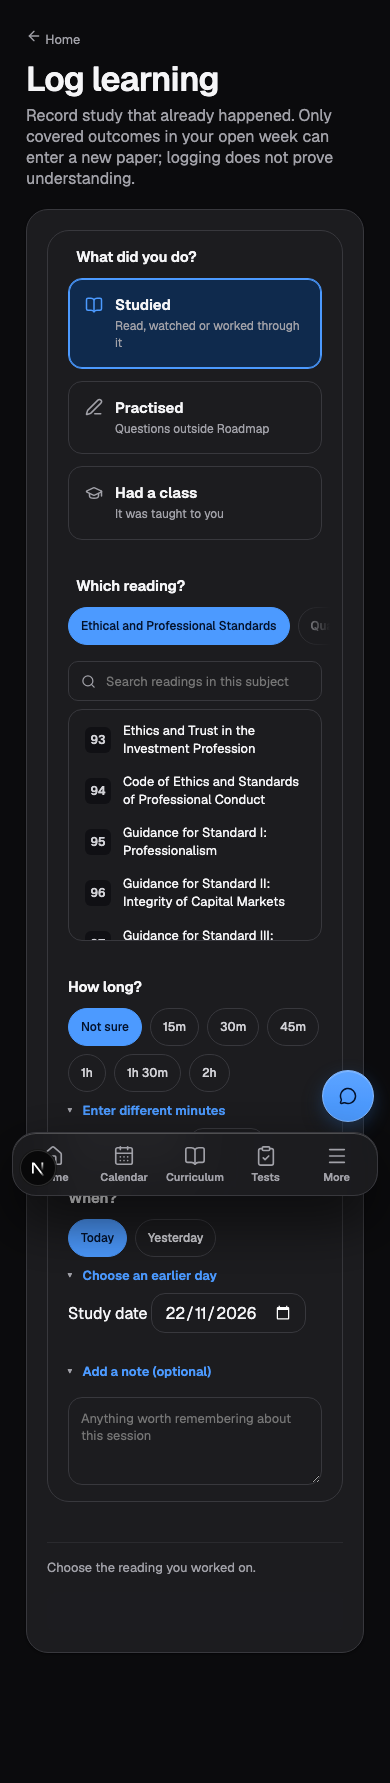 Home
Log learning
Record study that already happened. Only
covered outcomes in your open week can
enter a new paper; logging does not prove
understanding.
What did you do?
Studied
Read, watched or worked through
it
Practised
Questions outside Roadmap
Had a class
It was taught to you
Which reading?
Ethical and Professional Standards
Search readings in this subject
93 Ethics and Trust in the
Investment Profession
94 Code of Ethics and Standards
of Professional Conduct
95 Guidance for Standard I:
Professionalism
96 Guidance for Standard II:
Integrity of Capital Markets
Guidance for Standard III:
How long?
Not sure 15m 30m 45m
1h 1h 30m 2h
Enter different minutes
N Calendar Curriculum Tests More
When?
Today Yesterday
Choose an earlier day
Study date 22/11/2026
Add a note (optional)
Anything worth remembering about
this session
Choose the reading you worked on.